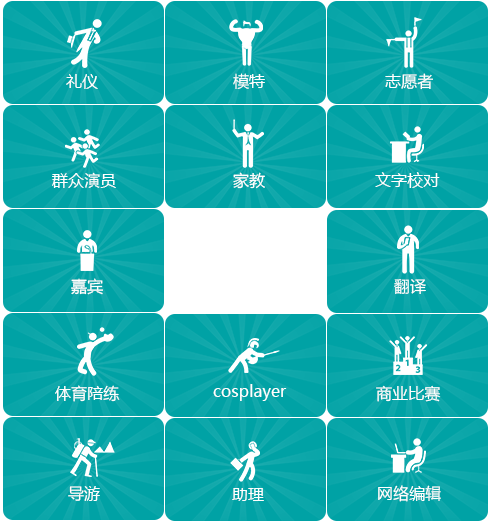 礼仪
模特
志愿者
群众演员
家教
文字校对
嘉宾
翻译
体育陪练
cosplayer
商业比赛
2 1 3
导游
助理
网络编辑